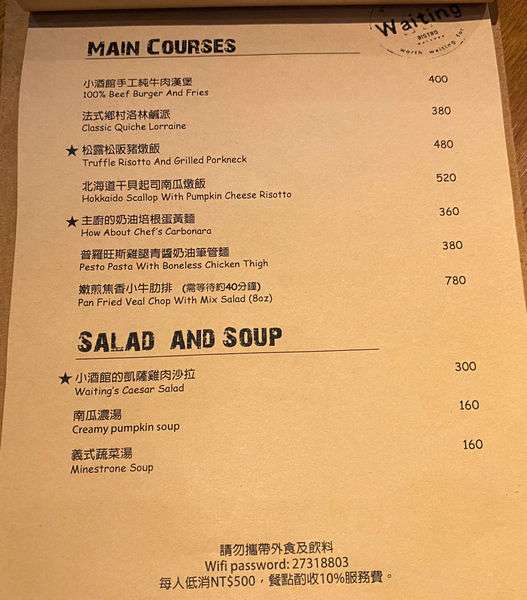 Waiting
BISTRO
worth waiting for
MAIN COURSES
小酒館手工純牛肉漢堡 400
100% Beef Burger And Fries
法式鄉村洛林鹹派 380
Classic Quiche Lorraine
★ 松露松阪豬燉飯 480
Truffle Risotto And Grilled Porkneck
北海道干貝起司南瓜燉飯 520
Hokkaido Scallop With Pumpkin Cheese Risotto
★ 主廚的奶油培根蛋黃麵 360
How About Chef's Carbonara
普羅旺斯雞腿青醬奶油筆管麵 380
Pesto Pasta With Boneless Chicken Thigh
嫩煎焦香小牛肋排 (需等待約40分鐘) 780
Pan Fried Veal Chop With Mix Salad (8oz)
SALAD AND SOUP
★ 小酒館的凱薩雞肉沙拉 300
Waiting's Caesar Salad
南瓜濃湯 160
Creamy pumpkin soup
義式蔬菜湯 160
Minestrone Soup
請勿攜帶外食及飲料
Wifi password: 27318803
每人低消NT$500，餐點酌收10%服務費。